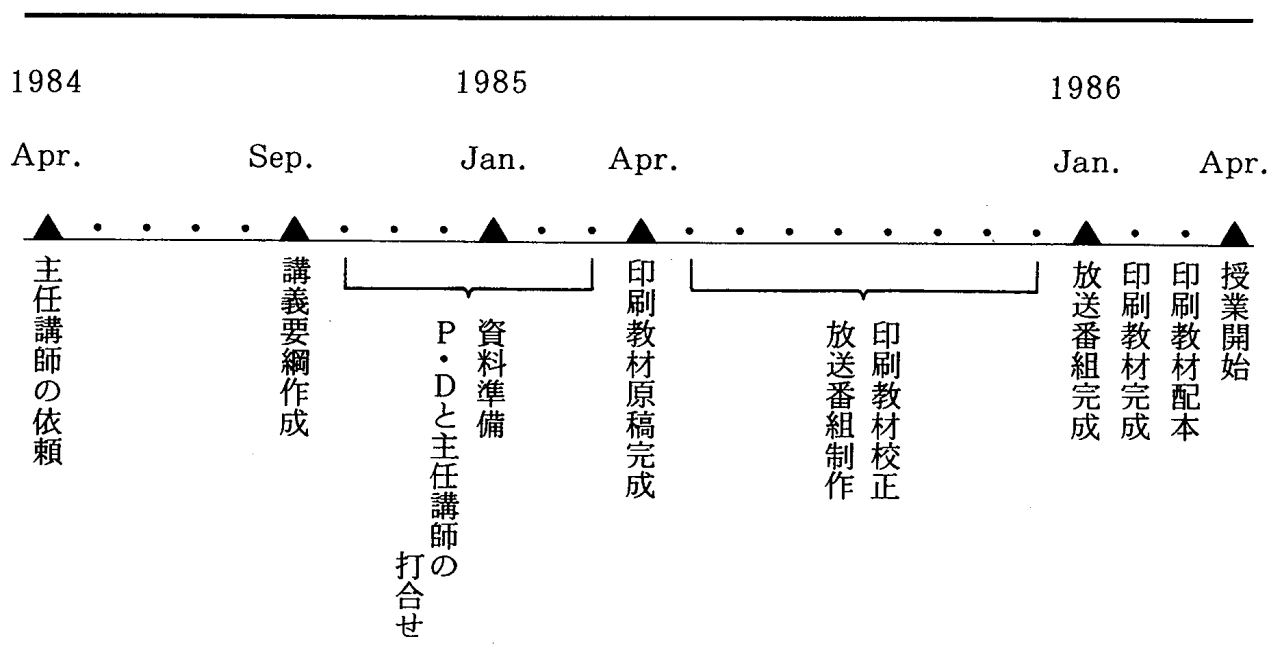 1984 1985 1986
Apr. Sep. Jan. Apr. Jan. Apr.
主任講師の依頼
講義要綱作成
資料準備
P・Dと主任講師の
打合せ
印刷教材原稿完成
印刷教材校正
放送番組制作
放送番組完成
印刷教材完成
印刷教材配本
授業開始